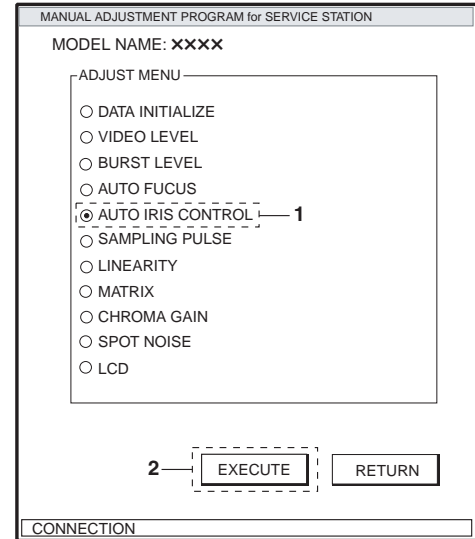 MANUAL ADJUSTMENT PROGRAM for SERVICE STATION
MODEL NAME: ××××
ADJUST MENU
DATA INITIALIZE
VIDEO LEVEL
BURST LEVEL
AUTO FUCUS
AUTO IRIS CONTROL 1
SAMPLING PULSE
LINEARITY
MATRIX
CHROMA GAIN
SPOT NOISE
LCD
2 EXECUTE RETURN
CONNECTION